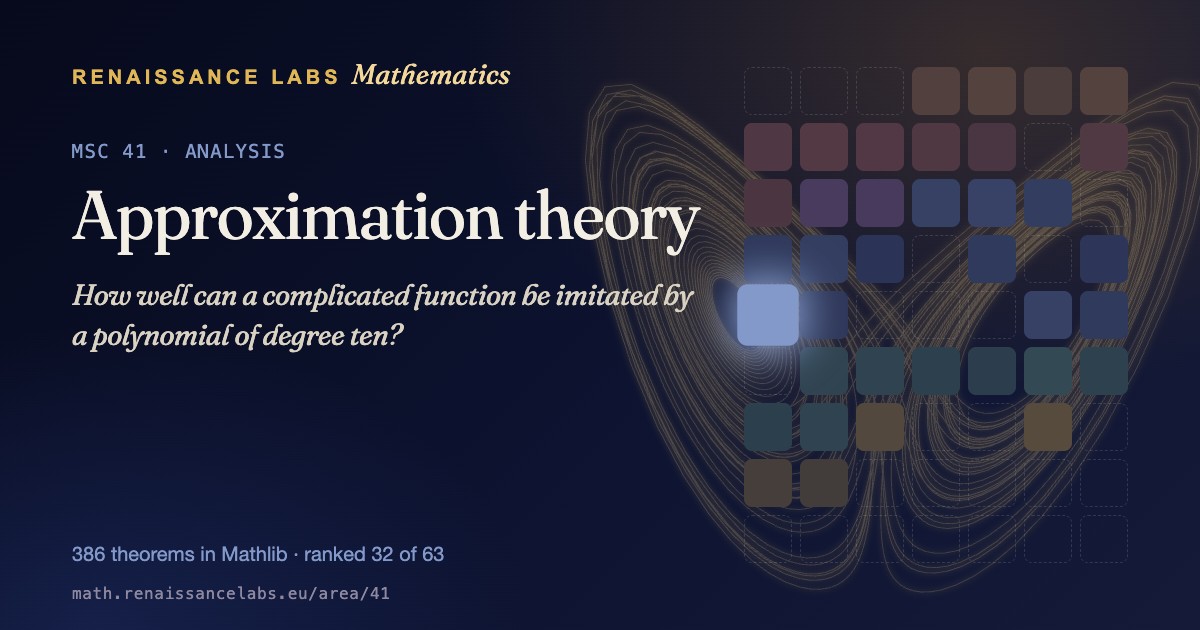 RENAISSANCE LABS Mathematics
MSC 41 · ANALYSIS
Approximation theory
How well can a complicated function be imitated by
a polynomial of degree ten?
386 theorems in Mathlib · ranked 32 of 63
math.renaissancelabs.eu/area/41